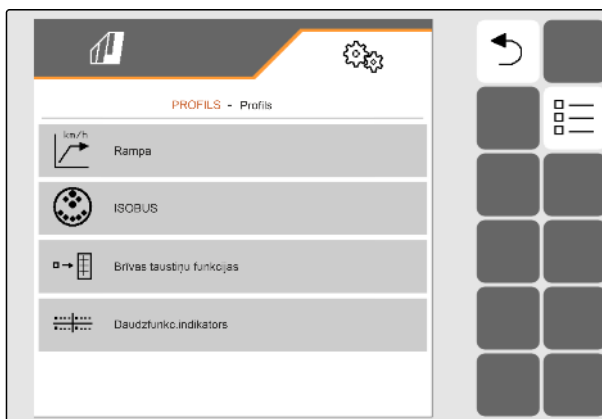 PROFILS - Profils
km/h
Rampa
ISOBUS
Brīvas taustiņu funkcijas
Daudzfunkc.indikators